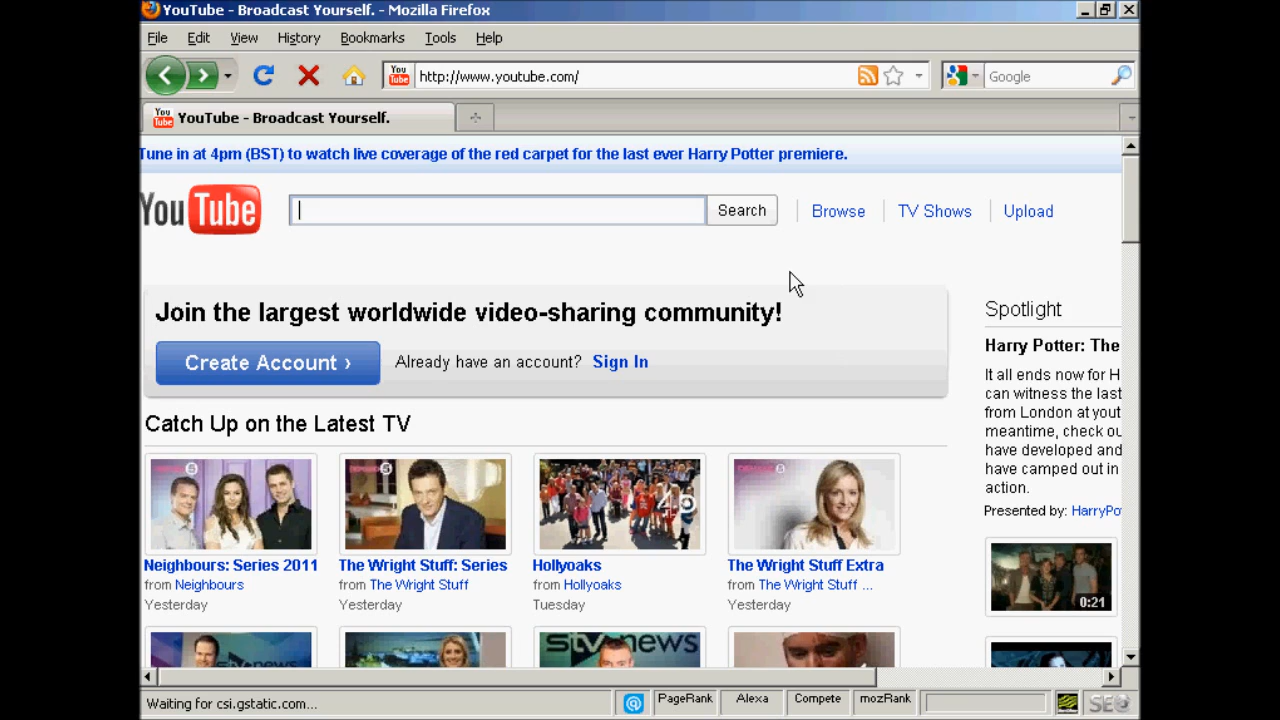 YouTube - Broadcast Yourself. - Mozilla Firefox
File Edit View History Bookmarks Tools Help
You Tube http://www.youtube.com/ Google
You Tube YouTube - Broadcast Yourself.
Tune in at 4pm (BST) to watch live coverage of the red carpet for the last ever Harry Potter premiere.
YouTube Search Browse TV Shows Upload
Join the largest worldwide video-sharing community!
Create Account › Already have an account? Sign In
Catch Up on the Latest TV
Neighbours: Series 2011
from Neighbours
Yesterday
The Wright Stuff: Series
from The Wright Stuff
Yesterday
Hollyoaks
from Hollyoaks
Tuesday
The Wright Stuff Extra
from The Wright Stuff ...
Yesterday
stv news
stv news
Spotlight
Harry Potter: The
It all ends now for H
can witness the last
from London at yout
meantime, check ou
have developed and
have camped out in
action.
Presented by: HarryPo
0:21
Waiting for csi.gstatic.com... PageRank Alexa Compete mozRank SEO